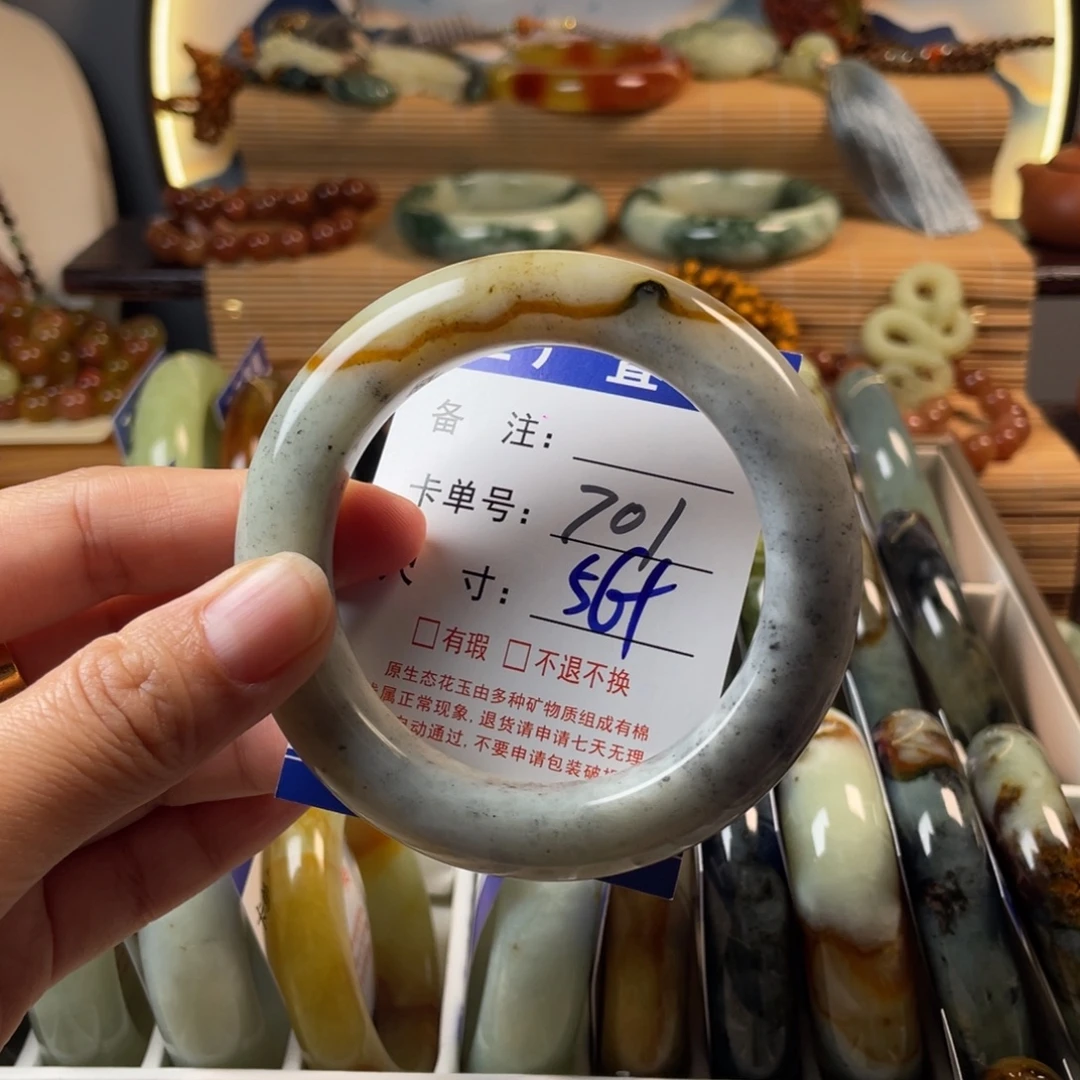 厂直
备 注：
卡单号：701
寸：56+
□有瑕 □不退不换
原生态花玉由多种矿物质组成有棉
属正常现象，退货请申请七天无理
动通过，不要申请包装破损